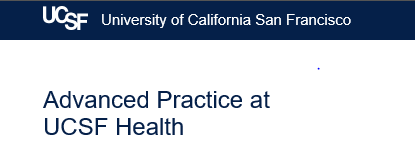 UCSF University of California San Francisco
Advanced Practice at
UCSF Health